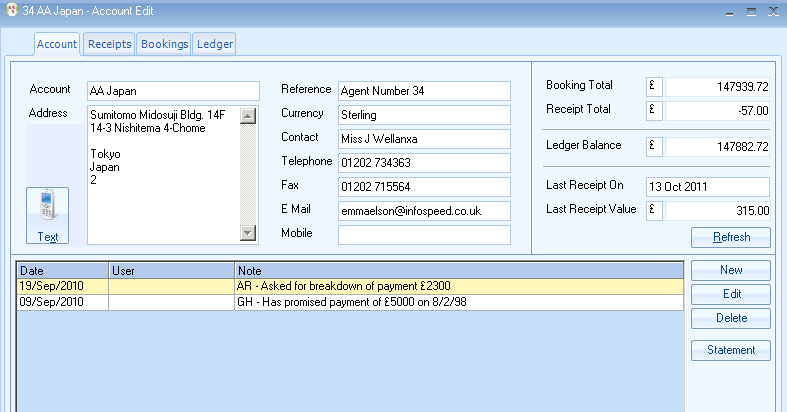 34 AA Japan - Account Edit
Account Receipts Bookings Ledger
Account AA Japan
Address Sumitomo Midosuji Bldg. 14F
14-3 Nishitema 4-Chome
Tokyo
Japan
2
Text
Reference Agent Number 34
Currency Sterling
Contact Miss J Wellanxa
Telephone 01202 734363
Fax 01202 715564
E Mail emmaelson@infospeed.co.uk
Mobile
Booking Total £ 147939.72
Receipt Total £ -57.00
Ledger Balance £ 147882.72
Last Receipt On 13 Oct 2011
Last Receipt Value £ 315.00
Refresh
Date User Note
19/Sep/2010 AR - Asked for breakdown of payment £2300
09/Sep/2010 GH - Has promised payment of £5000 on 8/2/98
New
Edit
Delete
Statement